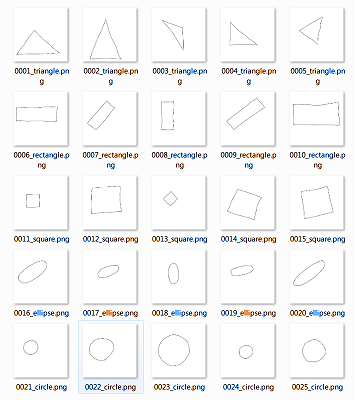 0001_triangle.png
0002_triangle.png
0003_triangle.png
0004_triangle.png
0005_triangle.png
0006_rectangle.png
0007_rectangle.png
0008_rectangle.png
0009_rectangle.png
0010_rectangle.png
0011_square.png
0012_square.png
0013_square.png
0014_square.png
0015_square.png
0016_ellipse.png
0017_ellipse.png
0018_ellipse.png
0019_ellipse.png
0020_ellipse.png
0021_circle.png
0022_circle.png
0023_circle.png
0024_circle.png
0025_circle.png